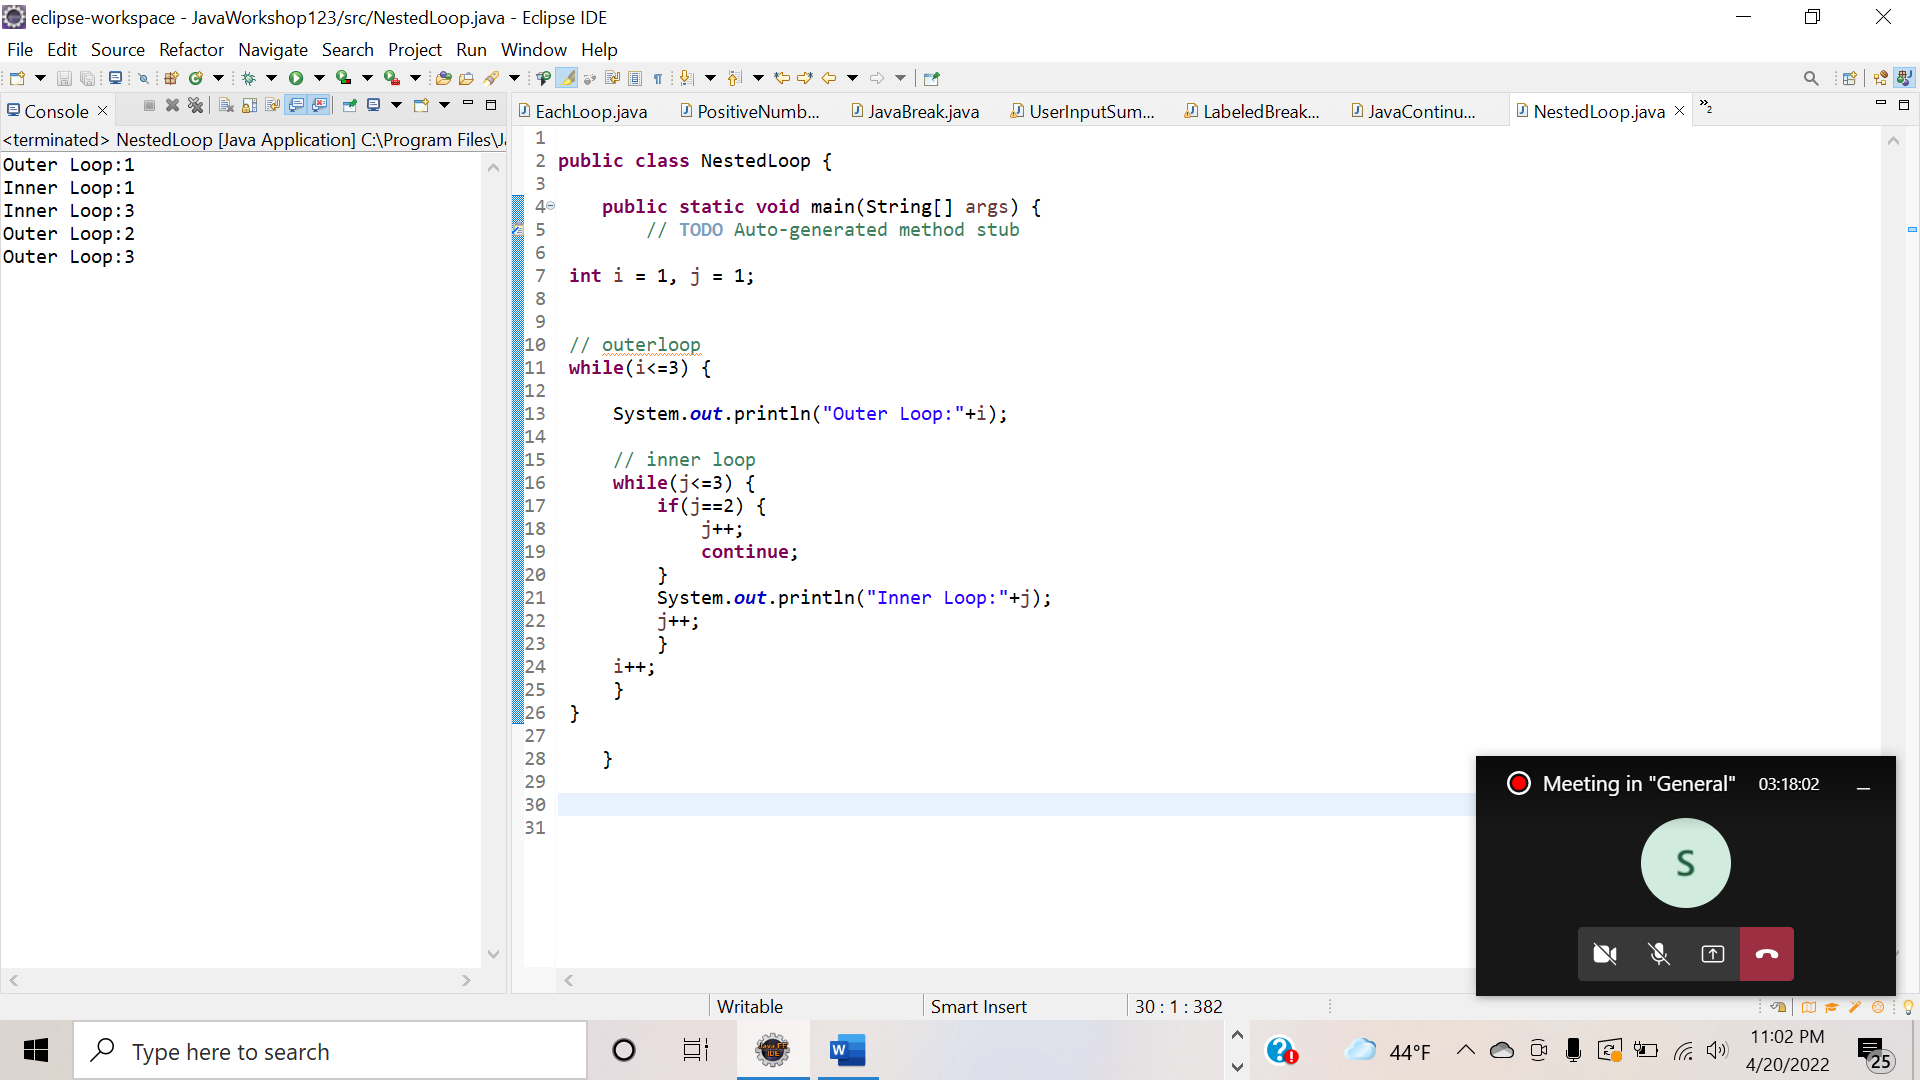 eclipse-workspace - JavaWorkshop123/src/NestedLoop.java - Eclipse IDE
File Edit Source Refactor Navigate Search Project Run Window Help
Console
EachLoop.java PositiveNumb... JavaBreak.java UserInputSum... LabeledBreak... JavaContinu... NestedLoop.java »2
<terminated> NestedLoop [Java Application] C:\Program Files\J
Outer Loop:1
Inner Loop:1
Inner Loop:3
Outer Loop:2
Outer Loop:3
1
2 public class NestedLoop {
3
4 public static void main(String[] args) {
5 // TODO Auto-generated method stub
6
7 int i = 1, j = 1;
8
9
10 // outerloop
11 while(i<=3) {
12
13 System.out.println("Outer Loop:"+i);
14
15 // inner loop
16 while(j<=3) {
17 if(j==2) {
18 j++;
19 continue;
20 }
21 System.out.println("Inner Loop:"+j);
22 j++;
23 }
24 i++;
25 }
26 }
27
28 }
29
30
31
Meeting in "General" 03:18:02
S
Writable Smart Insert 30 : 1 : 382
Type here to search
Java EE
IDE
W
44°F
11:02 PM
4/20/2022
25